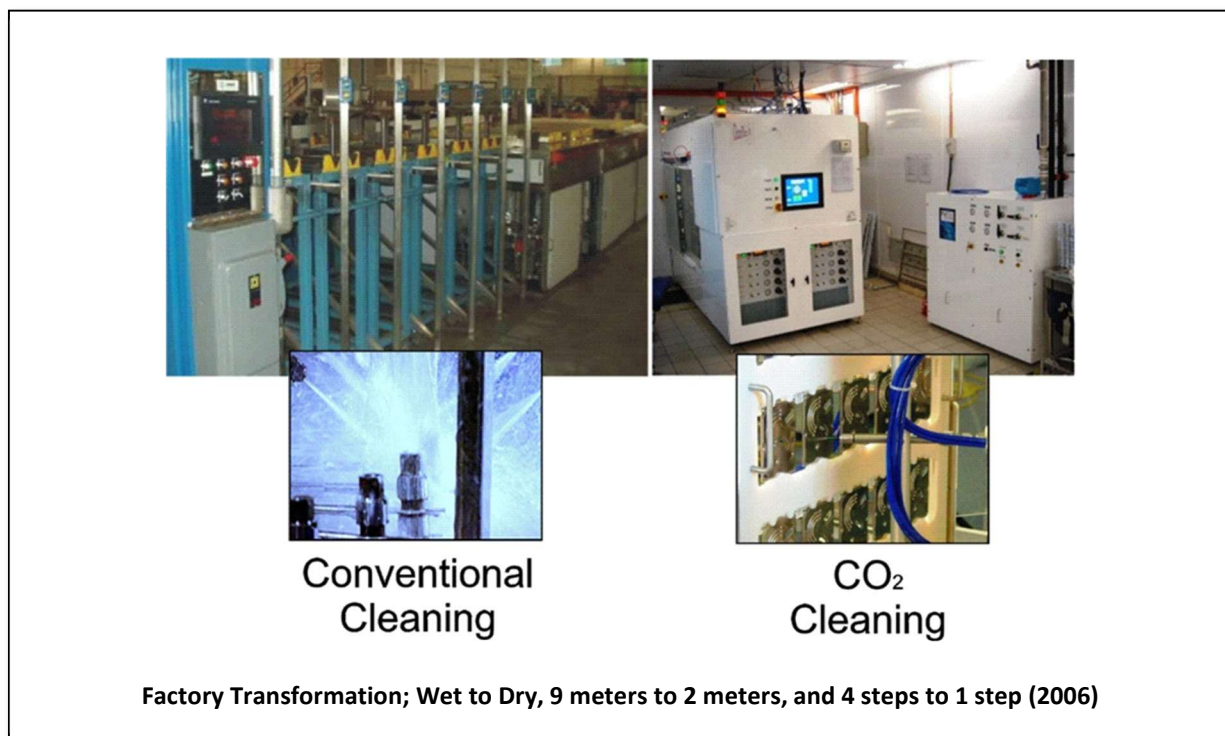 Conventional
Cleaning
CO₂
Cleaning
Factory Transformation; Wet to Dry, 9 meters to 2 meters, and 4 steps to 1 step (2006)